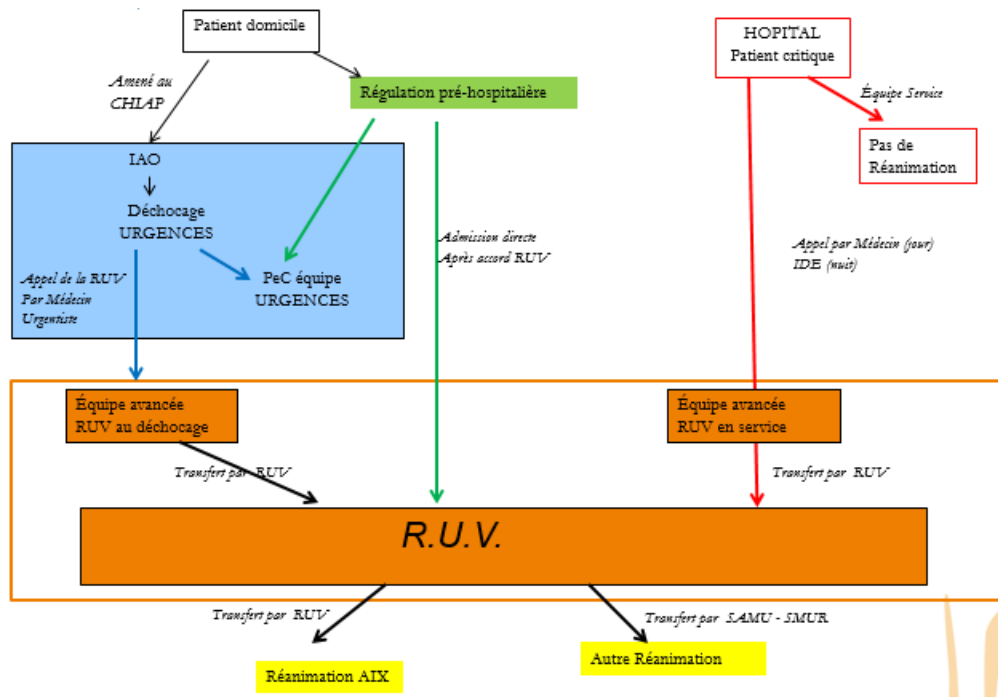 Patient domicile
HOPITAL
Patient critique
Amené au
CHLAP
Régulation pré-hospitalière
Équipe Service
Pas de
Réanimation
IAO
Déchocage
URGENCES
PeC équipe
URGENCES
Appel de la RUV
Par Médecin
Urgentiste
Admission directe
Après accord RUV
Appel par Médecin (jour)
IDE (nuit)
Équipe avancée
RUV au déchocage
Équipe avancée
RUV en service
Transfert par RUV
Transfert par RUV
R.U.V.
Transfert par RUV
Transfert par SAMU - SMUR
Réanimation AIX
Autre Réanimation